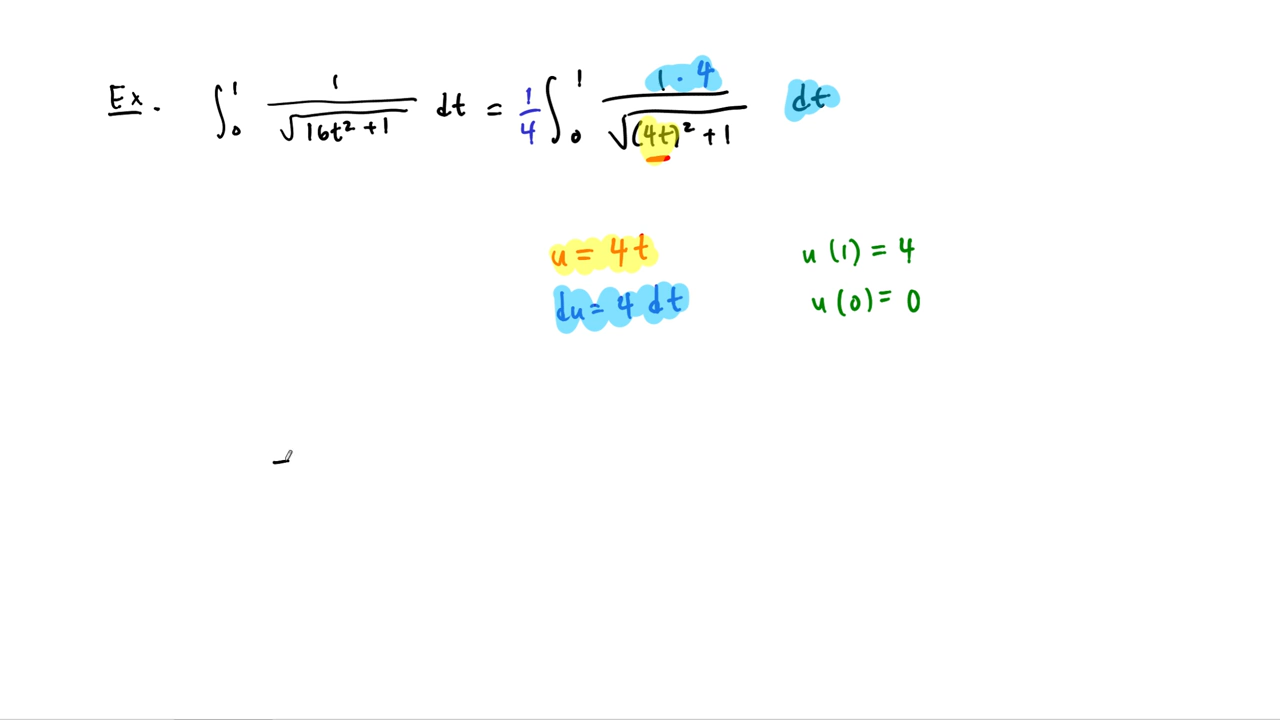 Ex. ∫₀¹ 1/√(16t² + 1) dt = 1/4 ∫₀¹ (1 · 4)/√((4t)² + 1) dt
u = 4t u(1) = 4
du = 4 dt u(0) = 0